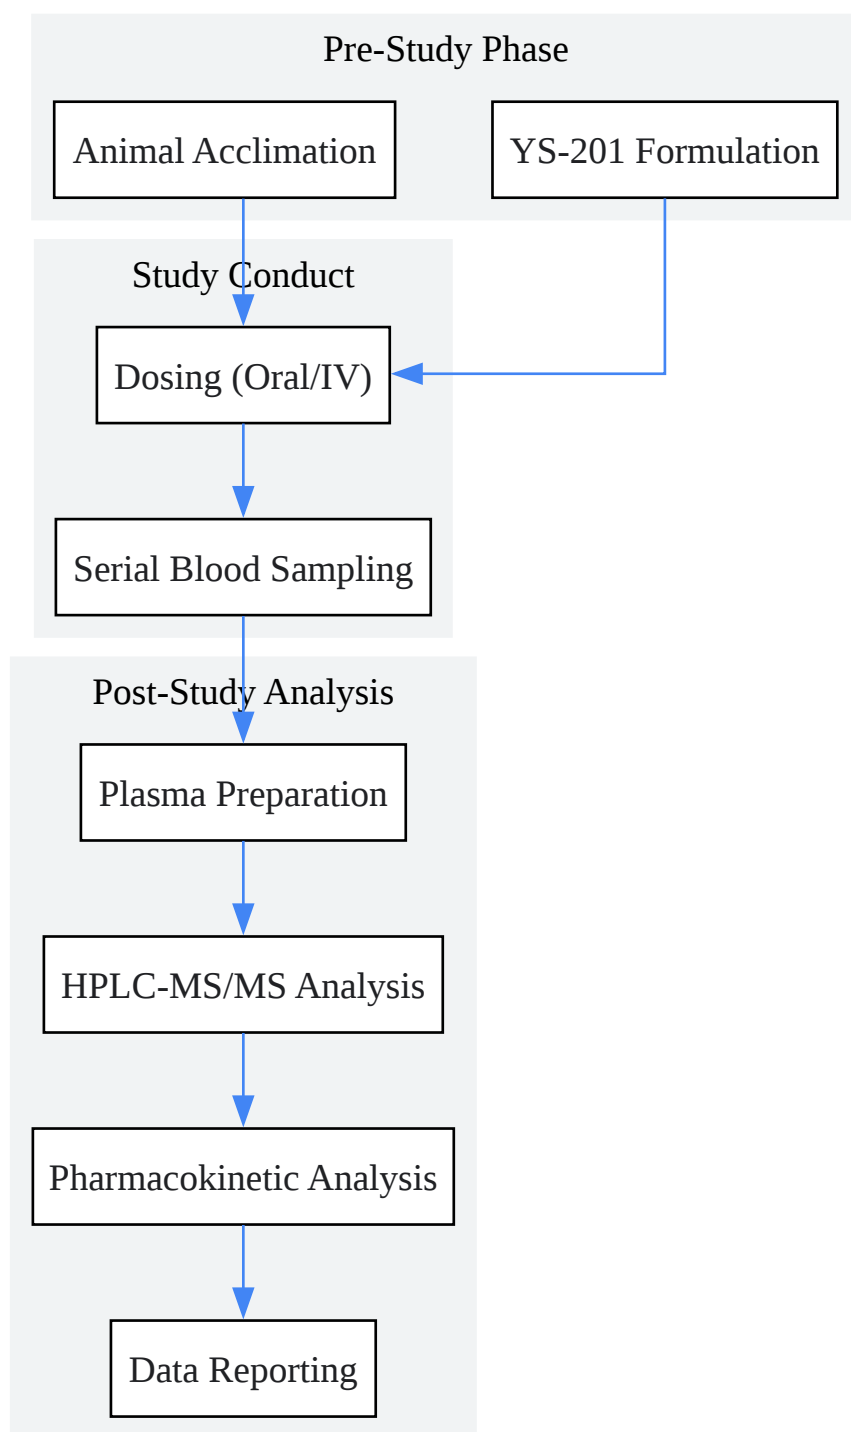 Pre-Study Phase
Animal Acclimation
YS-201 Formulation
Study Conduct
Dosing (Oral/IV)
Serial Blood Sampling
Post-Study Analysis
Plasma Preparation
HPLC-MS/MS Analysis
Pharmacokinetic Analysis
Data Reporting